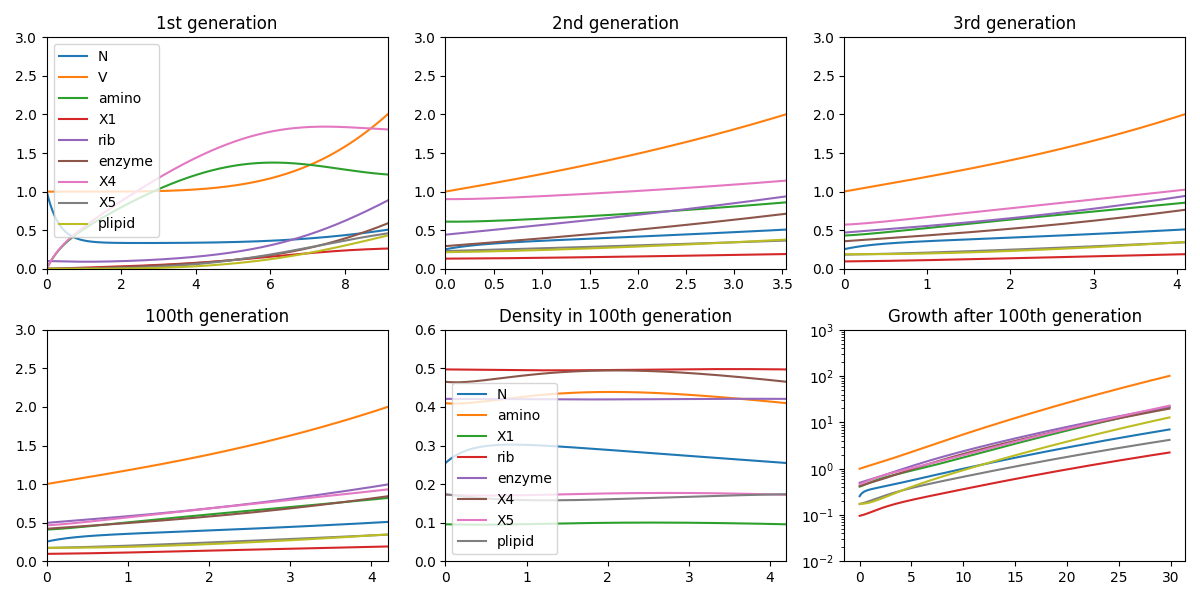 1st generation
3.0
2.5
2.0
1.5
1.0
0.5
0.0
0 2 4 6 8
N
V
amino
X1
rib
enzyme
X4
X5
plipid
2nd generation
3.0
2.5
2.0
1.5
1.0
0.5
0.0
0.0 0.5 1.0 1.5 2.0 2.5 3.0 3.5
3rd generation
3.0
2.5
2.0
1.5
1.0
0.5
0.0
0 1 2 3 4
100th generation
3.0
2.5
2.0
1.5
1.0
0.5
0.0
0 1 2 3 4
Density in 100th generation
0.6
0.5
0.4
0.3
0.2
0.1
0.0
0 1 2 3 4
N
amino
X1
rib
enzyme
X4
X5
plipid
Growth after 100th generation
10³
10²
10¹
10⁰
10⁻¹
10⁻²
0 5 10 15 20 25 30